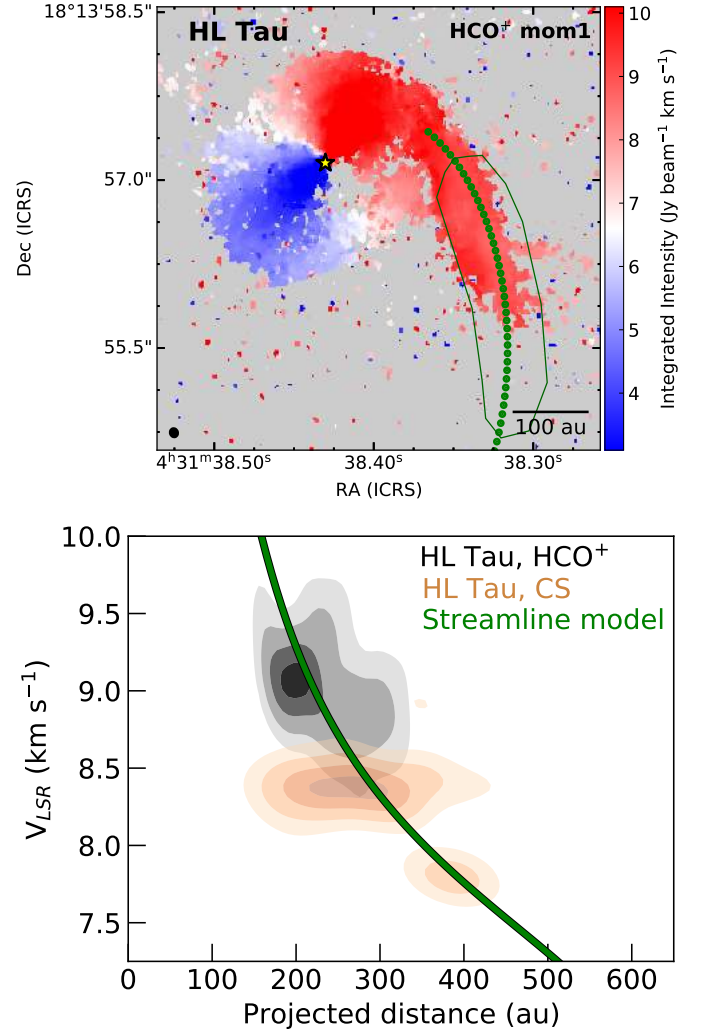 18°13'58.5"
HL Tau
HCO⁺ mom1
57.0"
55.5"
Dec (ICRS)
100 au
4ʰ31ᵐ38.50ˢ
38.40ˢ
38.30ˢ
RA (ICRS)
10
9
8
7
6
5
4
Integrated Intensity (Jy beam⁻¹ km s⁻¹)
HL Tau, HCO⁺
HL Tau, CS
Streamline model
10.0
9.5
9.0
8.5
8.0
7.5
V_LSR (km s⁻¹)
0
100
200
300
400
500
600
Projected distance (au)